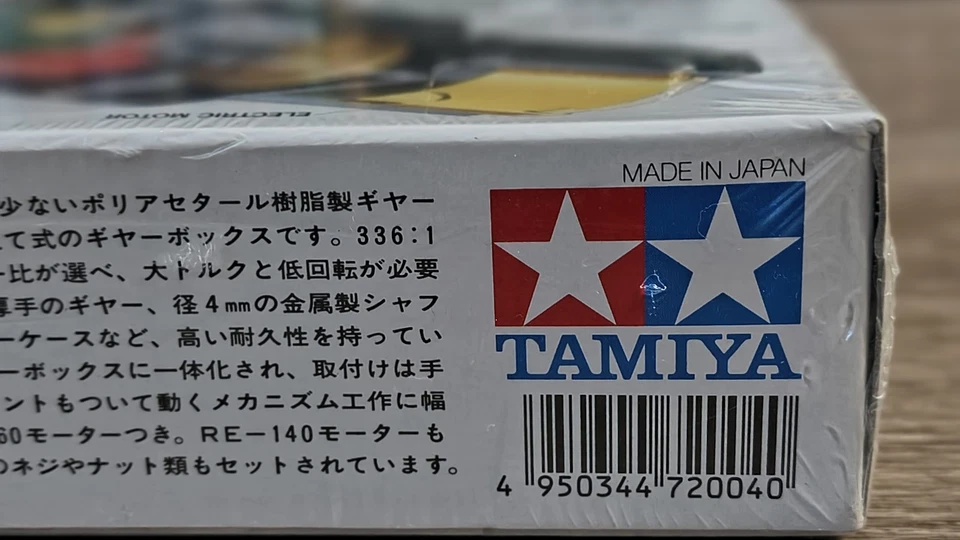 ELECTRIC MOTOR
少ないポリアセタール樹脂製ギヤー
て式のギヤーボックスです。336:1
比が選べ、大トルクと低回転が必要
厚手のギヤー、径4mmの金属製シャフ
ーケースなど、高い耐久性を持ってい
ーボックスに一体化され、取付けは手
ントもついて動くメカニズム工作に幅
60モーターつき。RE-140モーターも
のネジやナット類もセットされています。
MADE IN JAPAN
TAMIYA
4 950344 720040